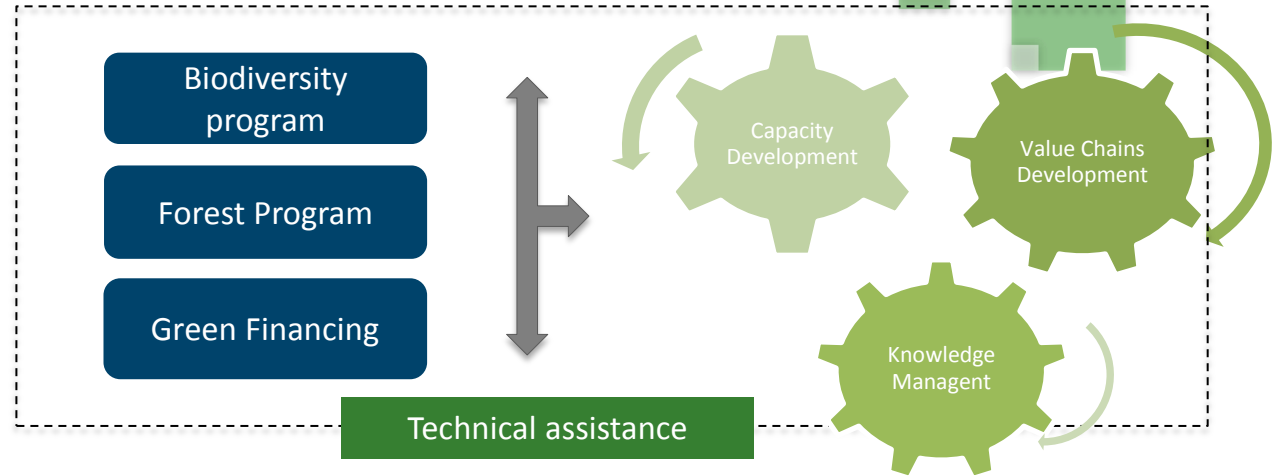 Biodiversity
program
Forest Program
Green Financing
Technical assistance
Capacity
Development
Value Chains
Development
Knowledge
Managent